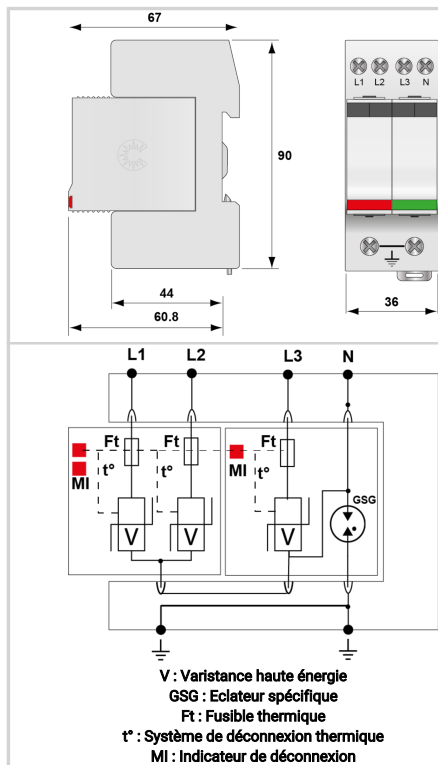 67
L1 L2 L3 N
90
44
60.8
36
L1 L2 L3 N
Ft Ft Ft
t° t° t°
MI MI
GSG
V V V
V : Varistance haute énergie
GSG : Eclateur spécifique
Ft : Fusible thermique
t° : Système de déconnexion thermique
MI : Indicateur de déconnexion